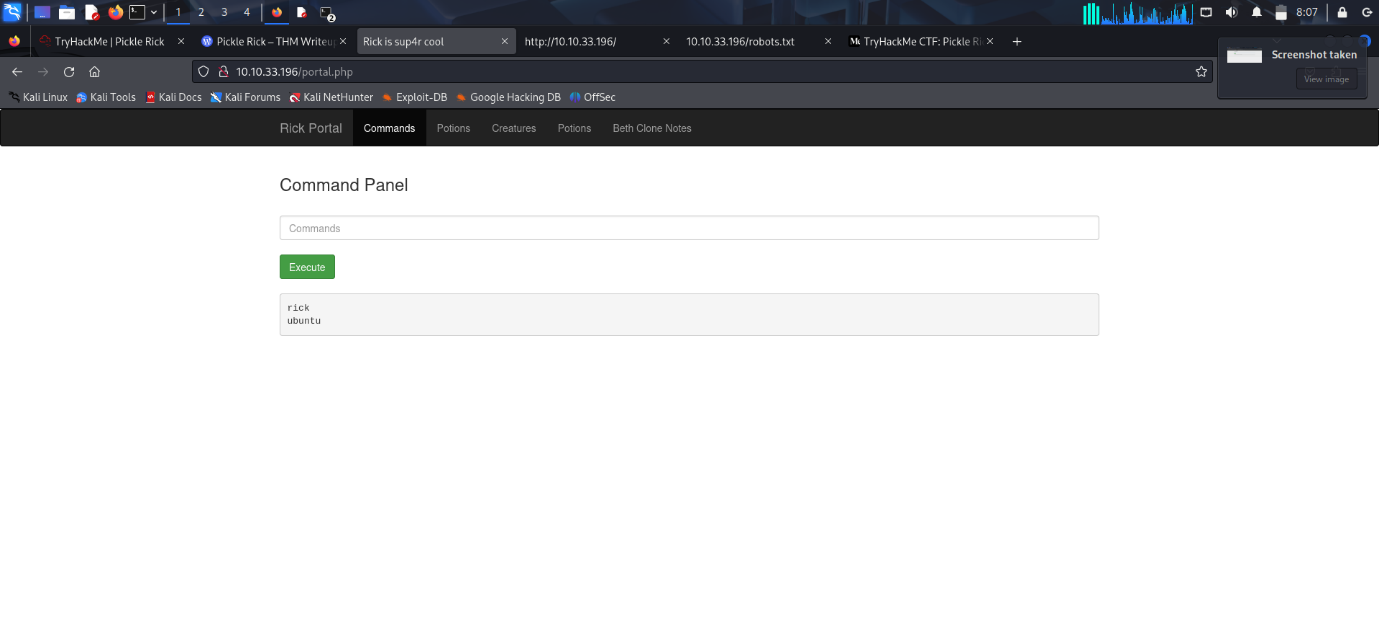 1 2 3 4 2 8:07
TryHackMe | Pickle Rick Pickle Rick – THM Writeup Rick is sup4r cool http://10.10.33.196/ 10.10.33.196/robots.txt TryHackMe CTF: Pickle Ri
Screenshot taken
View image
10.10.33.196/portal.php
Kali Linux Kali Tools Kali Docs Kali Forums Kali NetHunter Exploit-DB Google Hacking DB OffSec
Rick Portal Commands Potions Creatures Potions Beth Clone Notes
Command Panel
Commands
Execute
rick
ubuntu